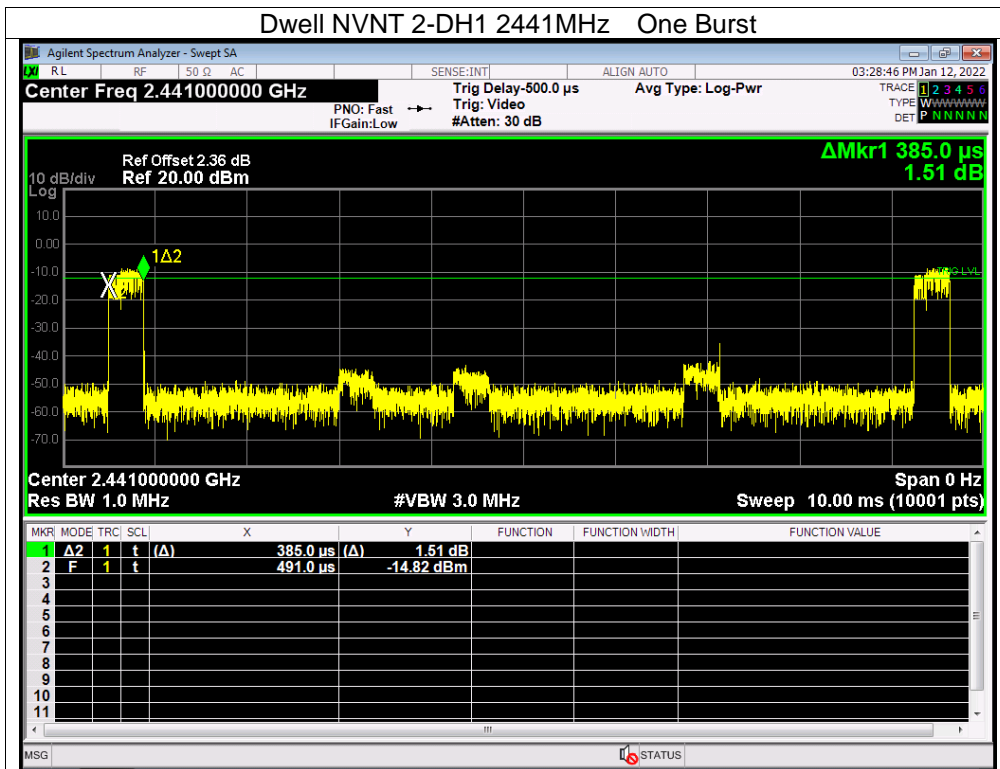 Dwell NVNT 2-DH1 2441MHz One Burst
Agilent Spectrum Analyzer - Swept SA
LXI RL RF 50 Ω AC SENSE:INT ALIGN AUTO 03:28:46 PM Jan 12, 2022
Center Freq 2.441000000 GHz
PNO: Fast
IFGain:Low
Trig Delay-500.0 µs
Trig: Video
#Atten: 30 dB
Avg Type: Log-Pwr
TRACE 1 2 3 4 5 6
TYPE WWWWWW
DET P N N N N N
ΔMkr1 385.0 µs
1.51 dB
Ref Offset 2.36 dB
10 dB/div Ref 20.00 dBm
Log
10.0
0.00
1Δ2
-10.0
TRIG LVL
-20.0
-30.0
-40.0
-50.0
-60.0
-70.0
Center 2.441000000 GHz Span 0 Hz
Res BW 1.0 MHz #VBW 3.0 MHz Sweep 10.00 ms (10001 pts)
MKR MODE TRC SCL X Y FUNCTION FUNCTION WIDTH FUNCTION VALUE
1 Δ2 1 t (Δ) 385.0 µs (Δ) 1.51 dB
2 F 1 t 491.0 µs -14.82 dBm
3
4
5
6
7
8
9
10
11
MSG STATUS